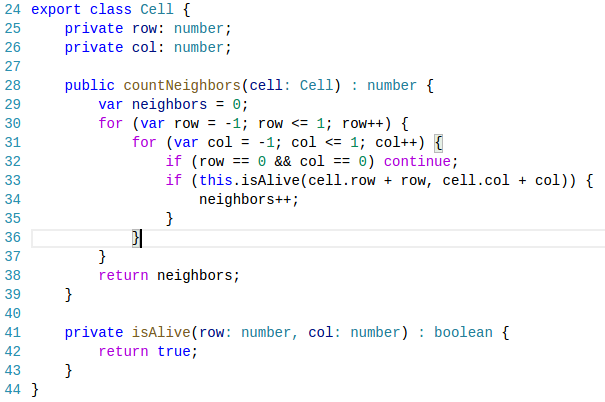 24 export class Cell {
25     private row: number;
26     private col: number;
27
28     public countNeighbors(cell: Cell) : number {
29         var neighbors = 0;
30         for (var row = -1; row <= 1; row++) {
31             for (var col = -1; col <= 1; col++) {
32                 if (row == 0 && col == 0) continue;
33                 if (this.isAlive(cell.row + row, cell.col + col)) {
34                     neighbors++;
35                 }
36             }
37         }
38         return neighbors;
39     }
40
41     private isAlive(row: number, col: number) : boolean {
42         return true;
43     }
44 }